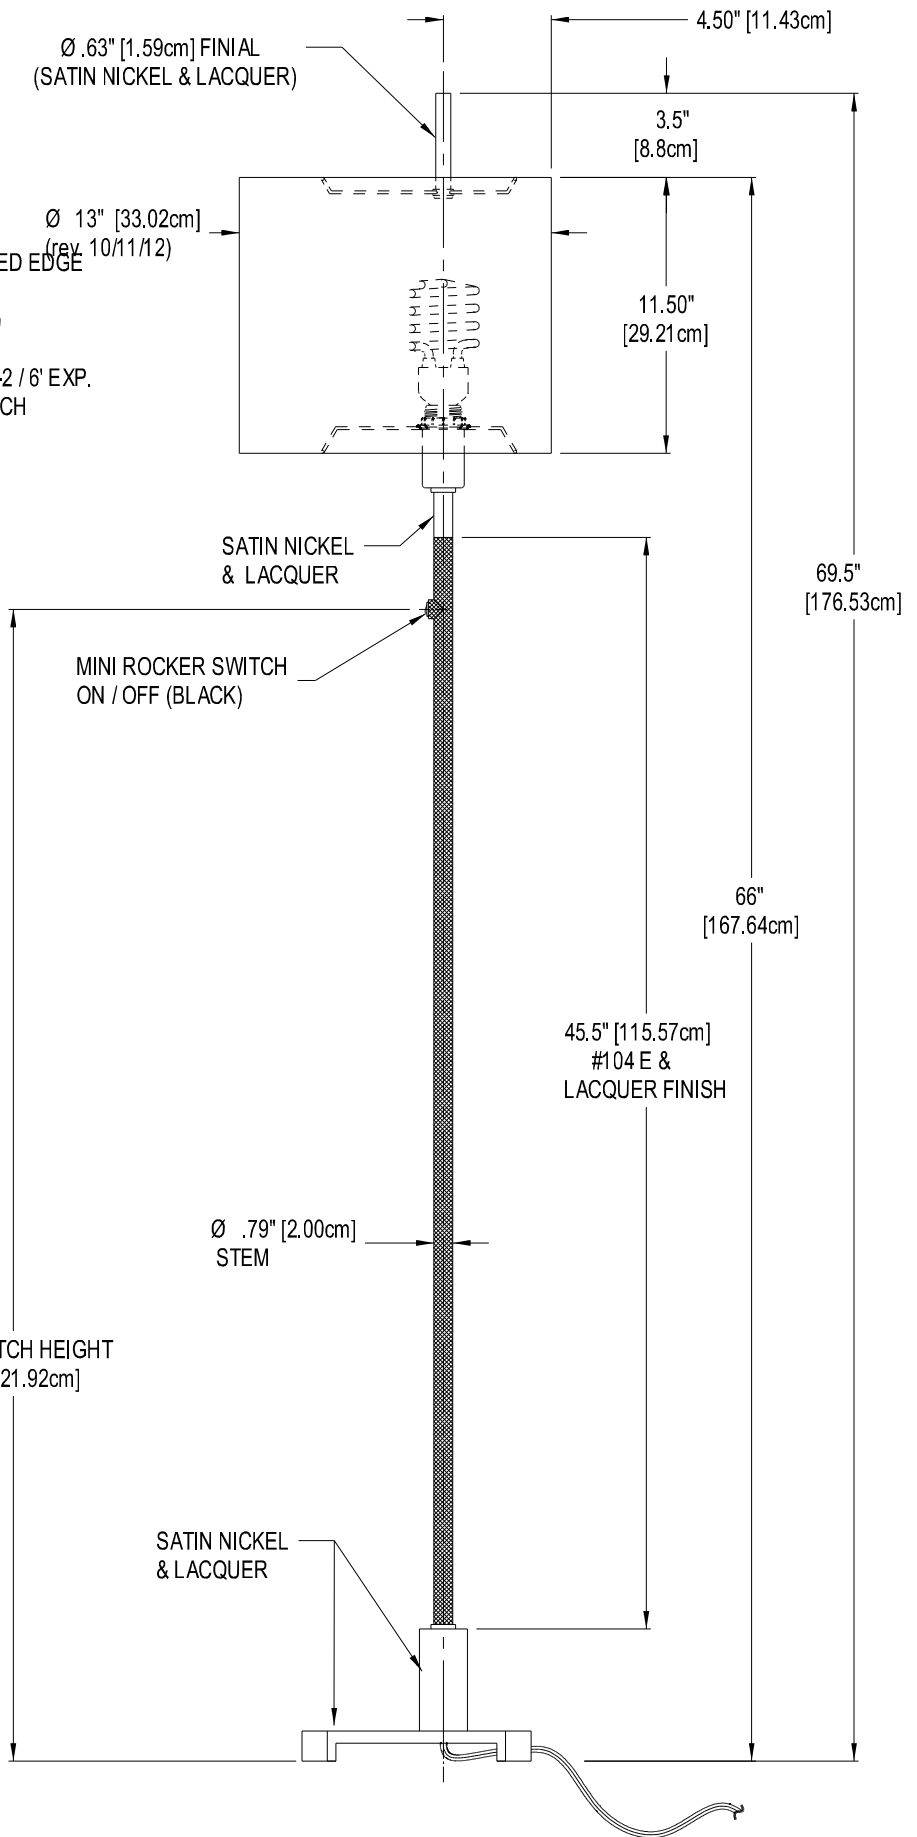 4.50" [11.43cm]
Ø .63" [1.59cm] FINIAL
(SATIN NICKEL & LACQUER)
3.5"
[8.8cm]
Ø 13" [33.02cm]
(rev. 10/11/12)
ED EDGE
11.50"
[29.21cm]
-2 / 6' EXP.
CH
SATIN NICKEL
& LACQUER
69.5"
[176.53cm]
MINI ROCKER SWITCH
ON / OFF (BLACK)
66"
[167.64cm]
45.5" [115.57cm]
#104 E &
LACQUER FINISH
Ø .79" [2.00cm]
STEM
TCH HEIGHT
21.92cm]
SATIN NICKEL
& LACQUER